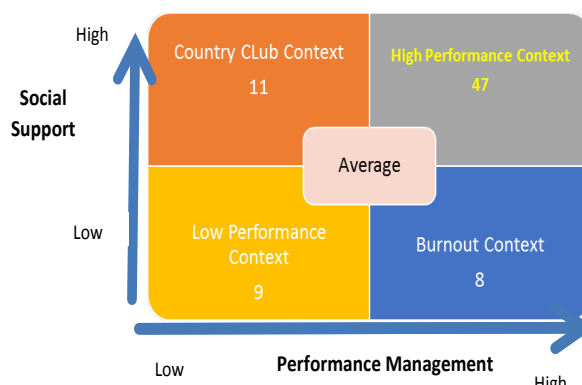 High
Social
Support
Low
Country CLub Context
11
High Performance Context
47
Average
Low Performance
Context
9
Burnout Context
8
Low
Performance Management
High